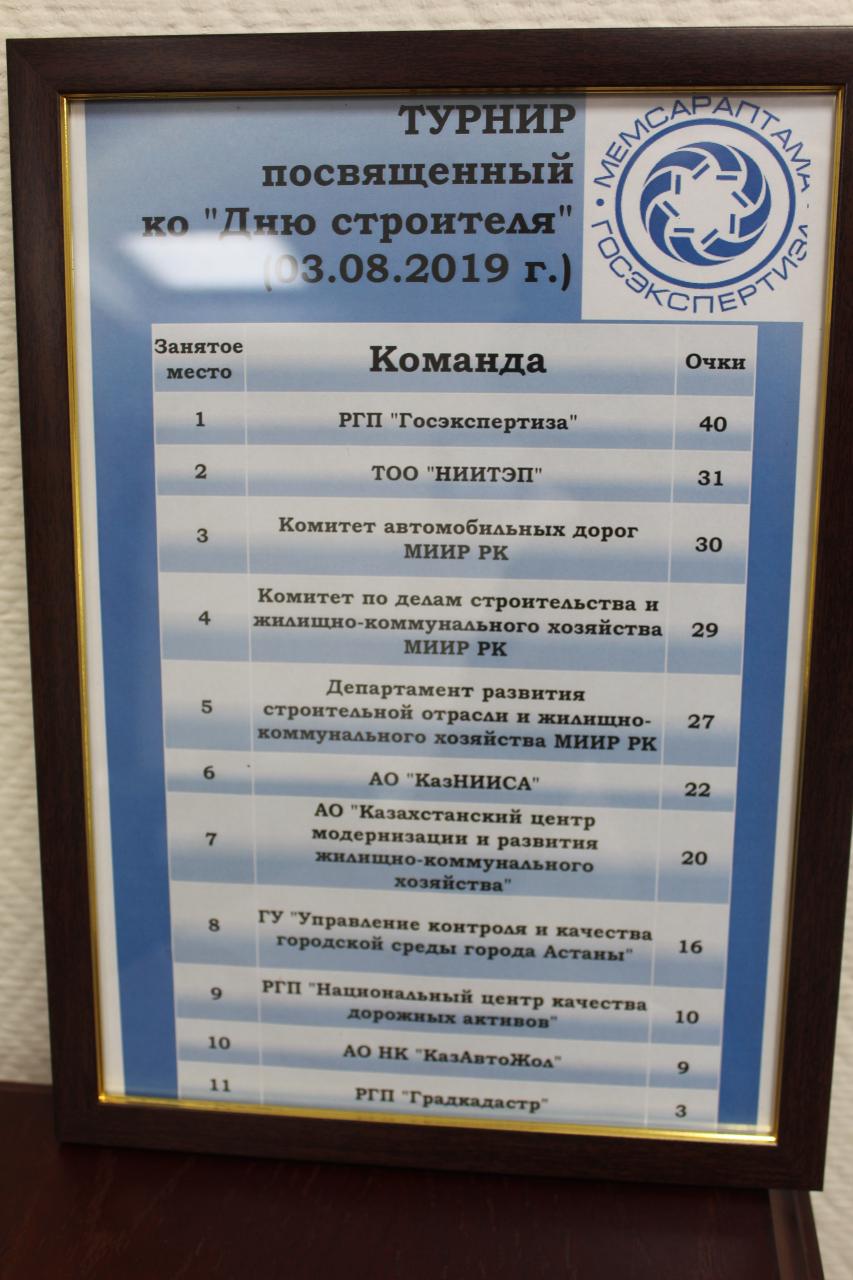 ТУРНИР
посвященный
ко "Дню строителя"
(03.08.2019 г.)
МЕМСАРАПТАМА
ГОСЭКСПЕРТИЗА
Занятое
место
Команда
Очки
1
РГП "Госэкспертиза"
40
2
ТОО "НИИТЭП"
31
3
Комитет автомобильных дорог
МИИР РК
30
4
Комитет по делам строительства и
жилищно-коммунального хозяйства
МИИР РК
29
5
Департамент развития
строительной отрасли и жилищно-
коммунального хозяйства МИИР РК
27
6
АО "КазНИИСА"
22
7
АО "Казахстанский центр
модернизации и развития
жилищно-коммунального
хозяйства"
20
8
ГУ "Управление контроля и качества
городской среды города Астаны"
16
9
РГП "Национальный центр качества
дорожных активов"
10
10
АО НК "КазАвтоЖол"
9
11
РГП "Градкадастр"
3